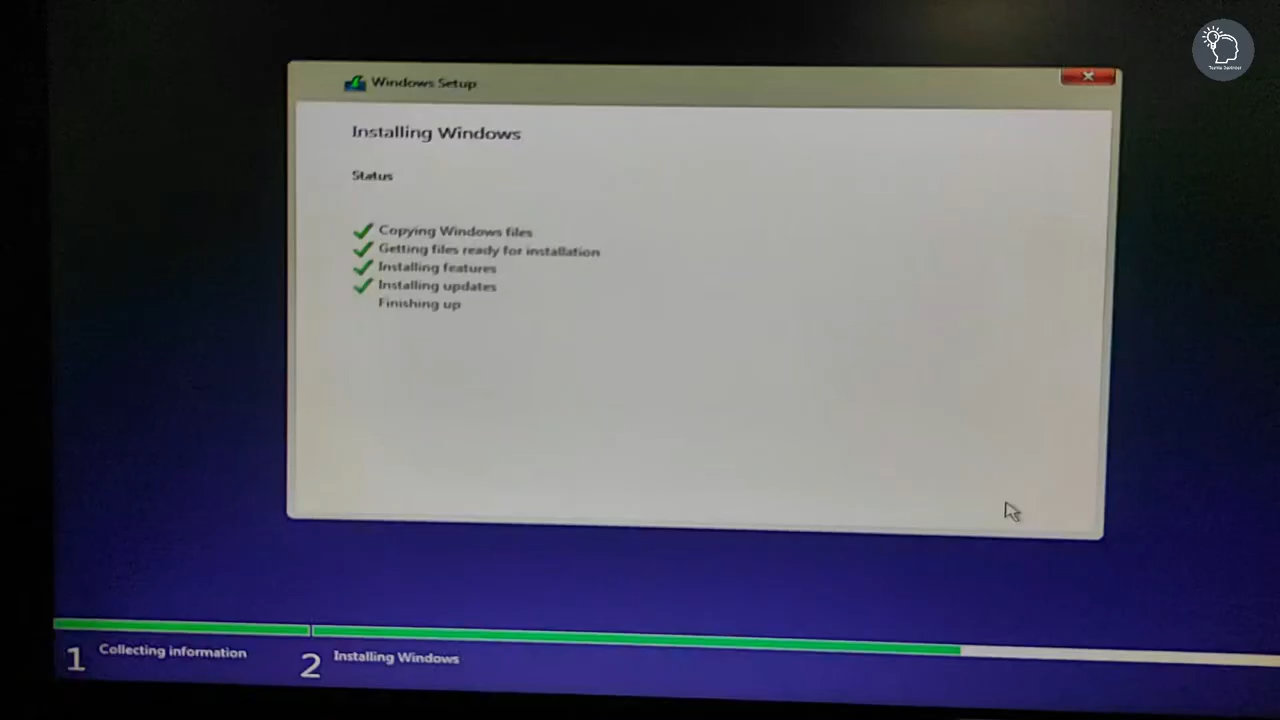 Windows Setup
Installing Windows
Status
Copying Windows files
Getting files ready for installation
Installing features
Installing updates
Finishing up
1 Collecting information
2 Installing Windows